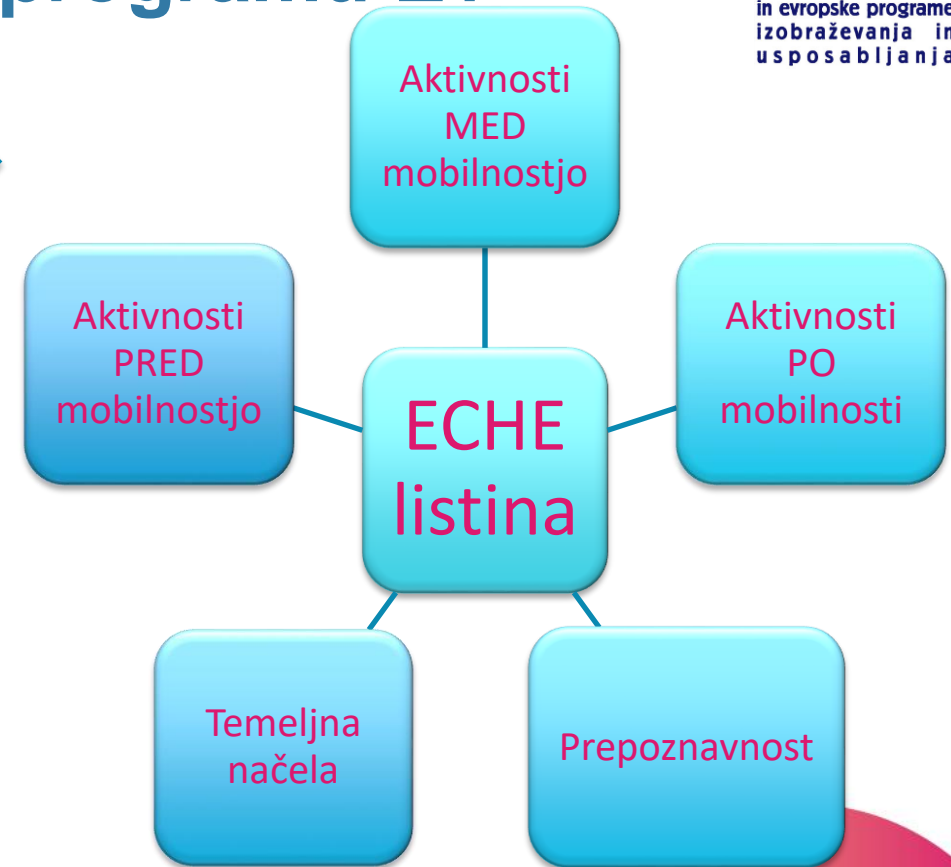 programu E+
in evropske programe
izobraževanja in
usposabljanja
Aktivnosti
MED
mobilnostjo
Aktivnosti
PRED
mobilnostjo
Aktivnosti
PO
mobilnosti
ECHE
listina
Temeljna
načela
Prepoznavnost